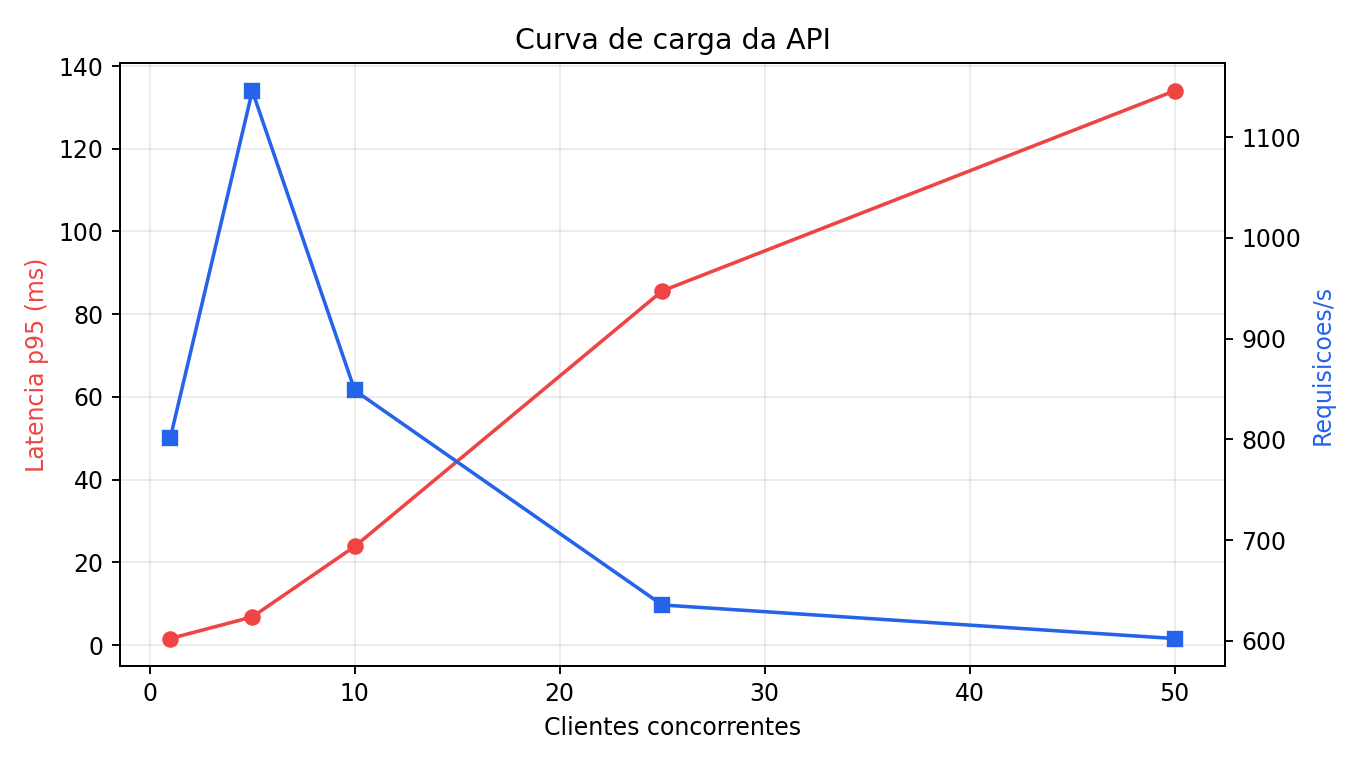 Curva de carga da API
140
120
100
80
60
40
20
0
Latencia p95 (ms)
1100
1000
900
800
700
600
Requisicoes/s
0 10 20 30 40 50
Clientes concorrentes